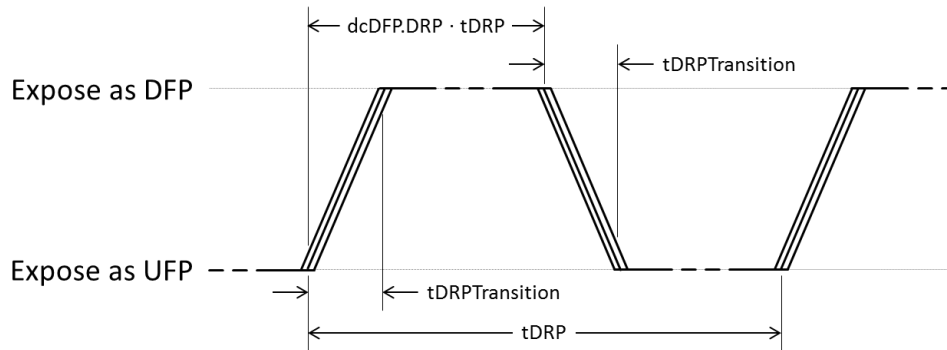 dcDFP.DRP · tDRP
tDRPTransition
Expose as DFP
Expose as UFP
tDRPTransition
tDRP